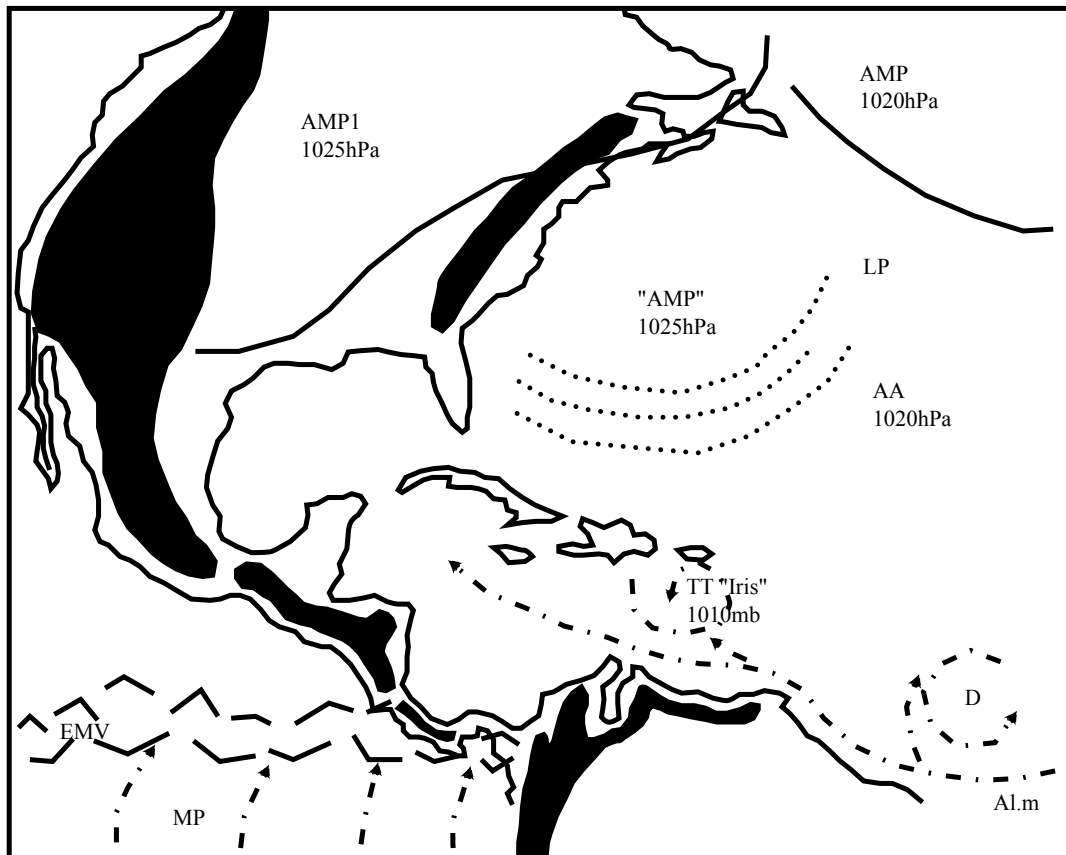 AMP
1020hPa
AMP1
1025hPa
LP
"AMP"
1025hPa
AA
1020hPa
TT "Iris"
1010mb
D
EMV
Al.m
MP